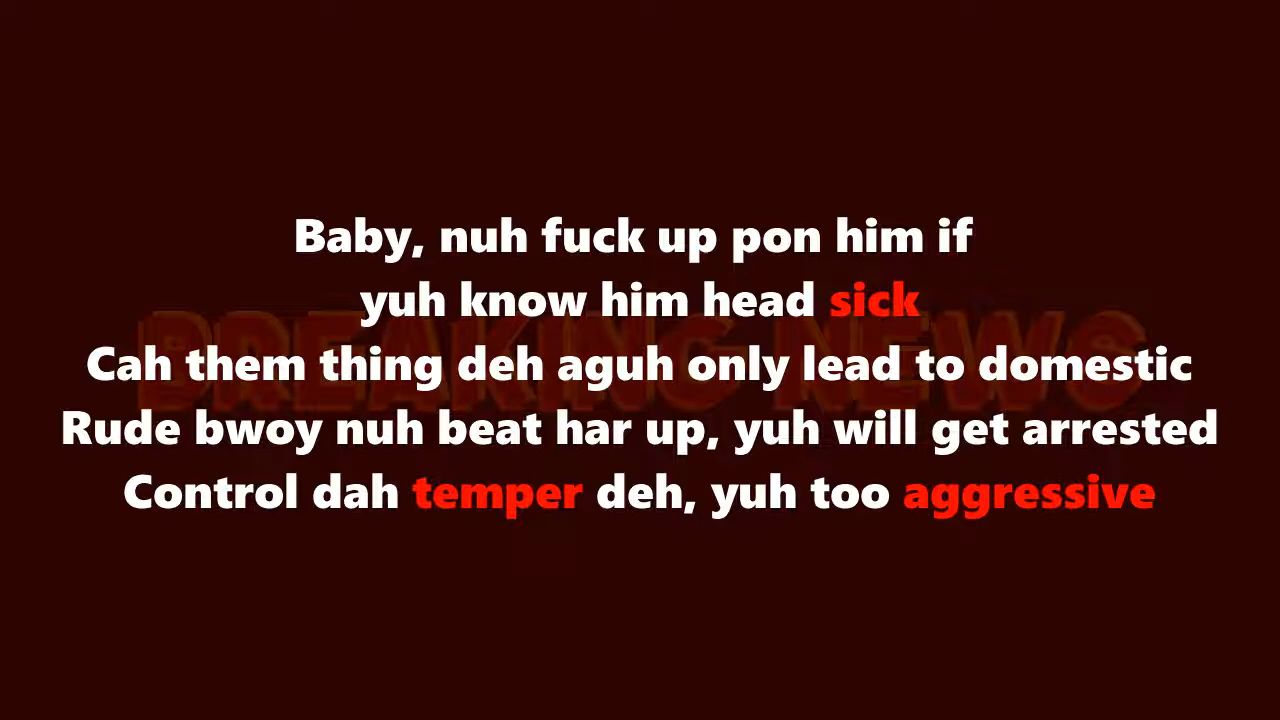 Baby, nuh fuck up pon him if
yuh know him head sick
BREAKING NEWS
Cah them thing deh aguh only lead to domestic
Rude bwoy nuh beat har up, yuh will get arrested
Control dah temper deh, yuh too aggressive